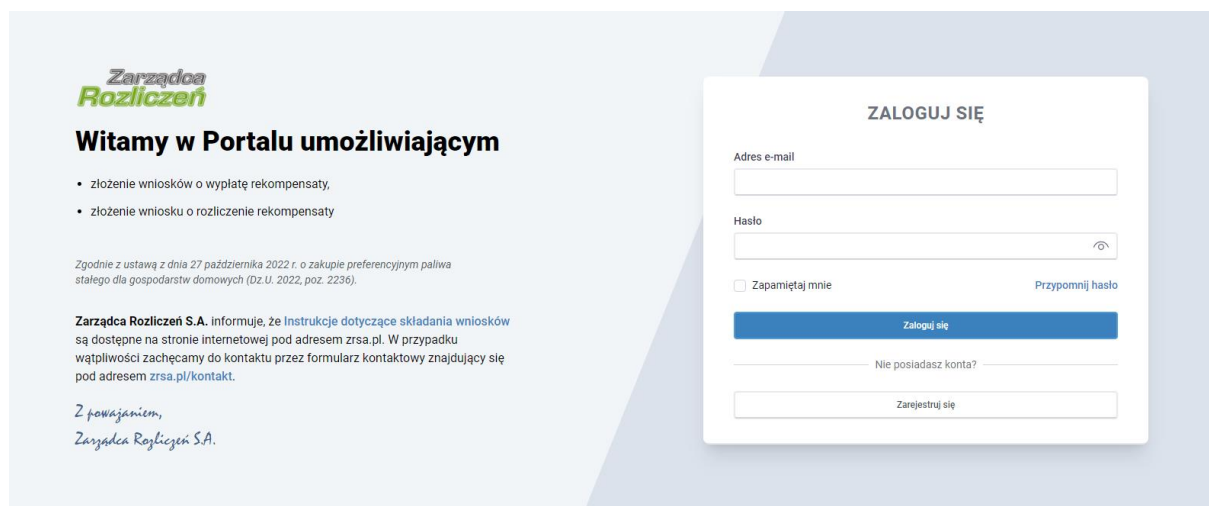 Zarządca
Rozliczeń
Witamy w Portalu umożliwiającym
• złożenie wniosków o wypłatę rekompensaty,
• złożenie wniosku o rozliczenie rekompensaty
Zgodnie z ustawą z dnia 27 października 2022 r. o zakupie preferencyjnym paliwa
stałego dla gospodarstw domowych (Dz.U. 2022, poz. 2236).
Zarządca Rozliczeń S.A. informuje, że Instrukcje dotyczące składania wniosków
są dostępne na stronie internetowej pod adresem zrsa.pl. W przypadku
wątpliwości zachęcamy do kontaktu przez formularz kontaktowy znajdujący się
pod adresem zrsa.pl/kontakt.
Z poważaniem,
Zarządca Rozliczeń S.A.
ZALOGUJ SIĘ
Adres e-mail
Hasło
Zapamiętaj mnie
Przypomnij hasło
Zaloguj się
Nie posiadasz konta?
Zarejestruj się